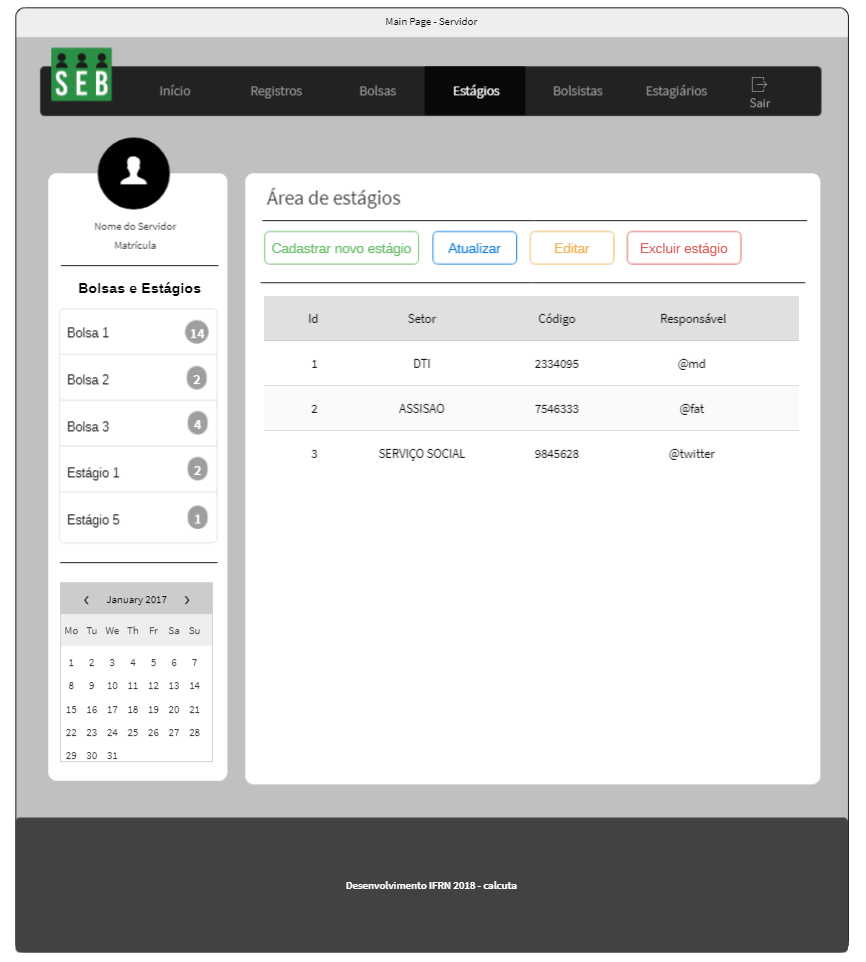 Main Page - Servidor
SEB
Início Registros Bolsas Estágios Bolsistas Estagiários Sair
Nome do Servidor
Matrícula
Bolsas e Estágios
Bolsa 1 14
Bolsa 2 2
Bolsa 3 4
Estágio 1 2
Estágio 5 1
January 2017
Mo Tu We Th Fr Sa Su
1 2 3 4 5 6 7
8 9 10 11 12 13 14
15 16 17 18 19 20 21
22 23 24 25 26 27 28
29 30 31
Área de estágios
Cadastrar novo estágio Atualizar Editar Excluir estágio
Id Setor Código Responsável
1 DTI 2334095 @md
2 ASSISAO 7546333 @fat
3 SERVIÇO SOCIAL 9845628 @twitter
Desenvolvimento IFRN 2018 - calcuta